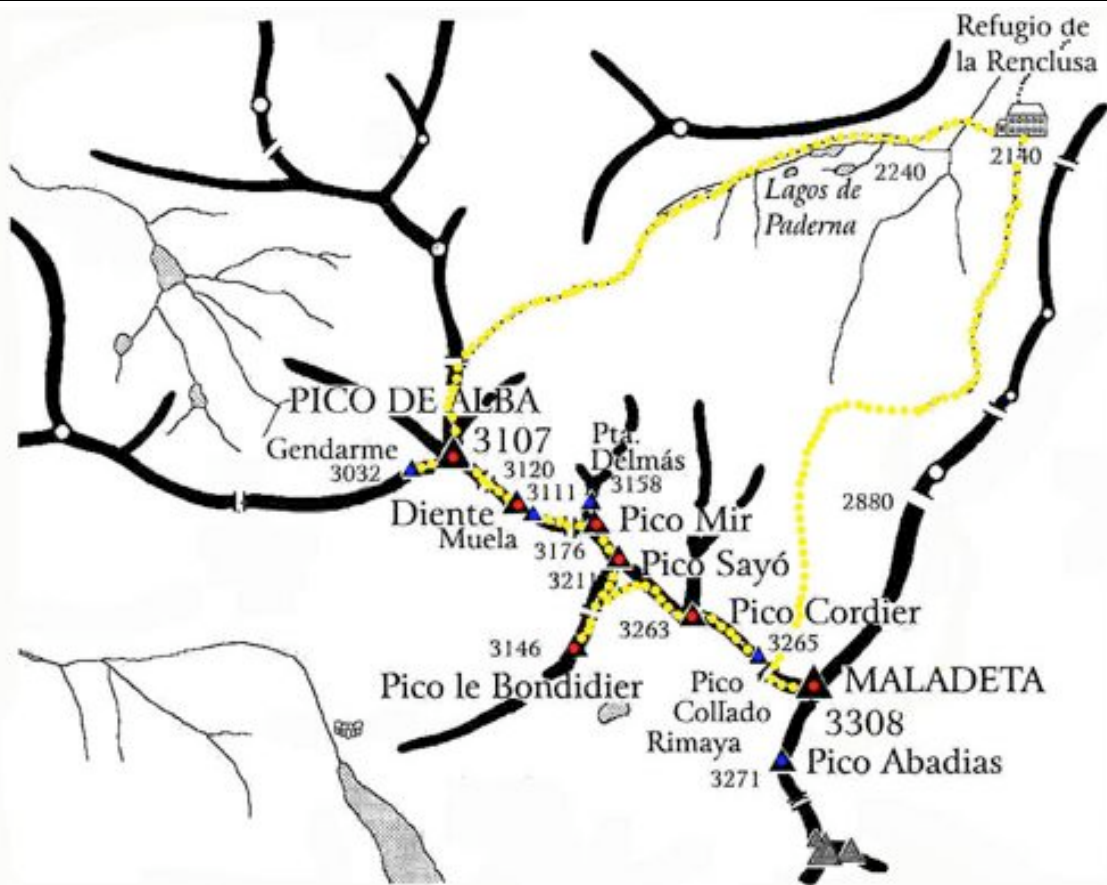 Refugio de
la Renclusa
2140
2240
Lagos de
Paderna
PICO DE ALBA
3107
Gendarme
3032
Pta.
Delmás
3158
3120
3111
Diente
Muela
Pico Mir
3176
Pico Sayó
321
2880
Pico Cordier
3263
3265
3146
Pico le Bondidier
Pico
Collado
Rimaya
MALADETA
3308
Pico Abadias
3271